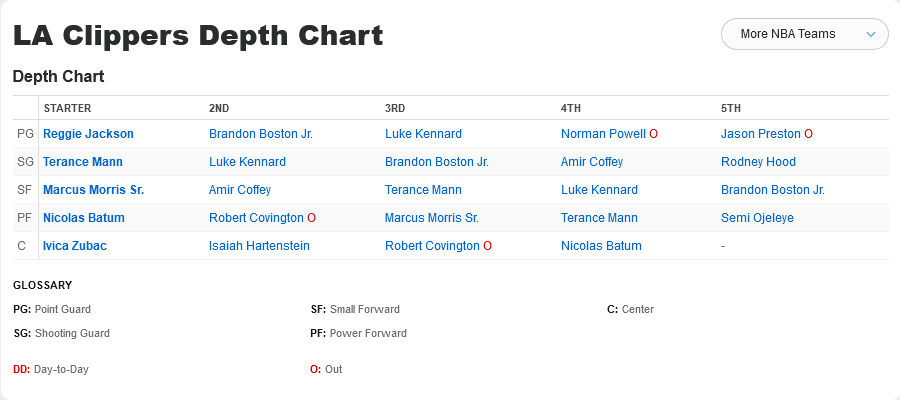 LA Clippers Depth Chart
More NBA Teams
Depth Chart
STARTER 2ND 3RD 4TH 5TH
PG Reggie Jackson Brandon Boston Jr. Luke Kennard Norman Powell O Jason Preston O
SG Terance Mann Luke Kennard Brandon Boston Jr. Amir Coffey Rodney Hood
SF Marcus Morris Sr. Amir Coffey Terance Mann Luke Kennard Brandon Boston Jr.
PF Nicolas Batum Robert Covington O Marcus Morris Sr. Terance Mann Semi Ojeleye
C Ivica Zubac Isaiah Hartenstein Robert Covington O Nicolas Batum -
GLOSSARY
PG: Point Guard SF: Small Forward C: Center
SG: Shooting Guard PF: Power Forward
DD: Day-to-Day O: Out